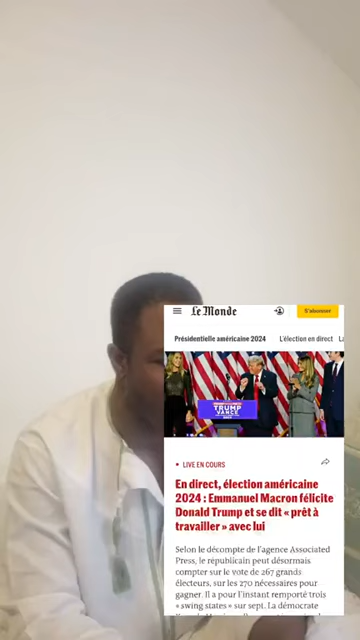 Le Monde
S'abonner
Présidentielle américaine 2024 L'élection en direct
TRUMP
VANCE
LIVE EN COURS
En direct, élection américaine
2024 : Emmanuel Macron félicite
Donald Trump et se dit « prêt à
travailler » avec lui
Selon le décompte de l'agence Associated
Press, le républicain peut désormais
compter sur le vote de 267 grands
électeurs, sur les 270 nécessaires pour
gagner. Il a pour l'instant remporté trois
« swing states » sur sept. La démocrate